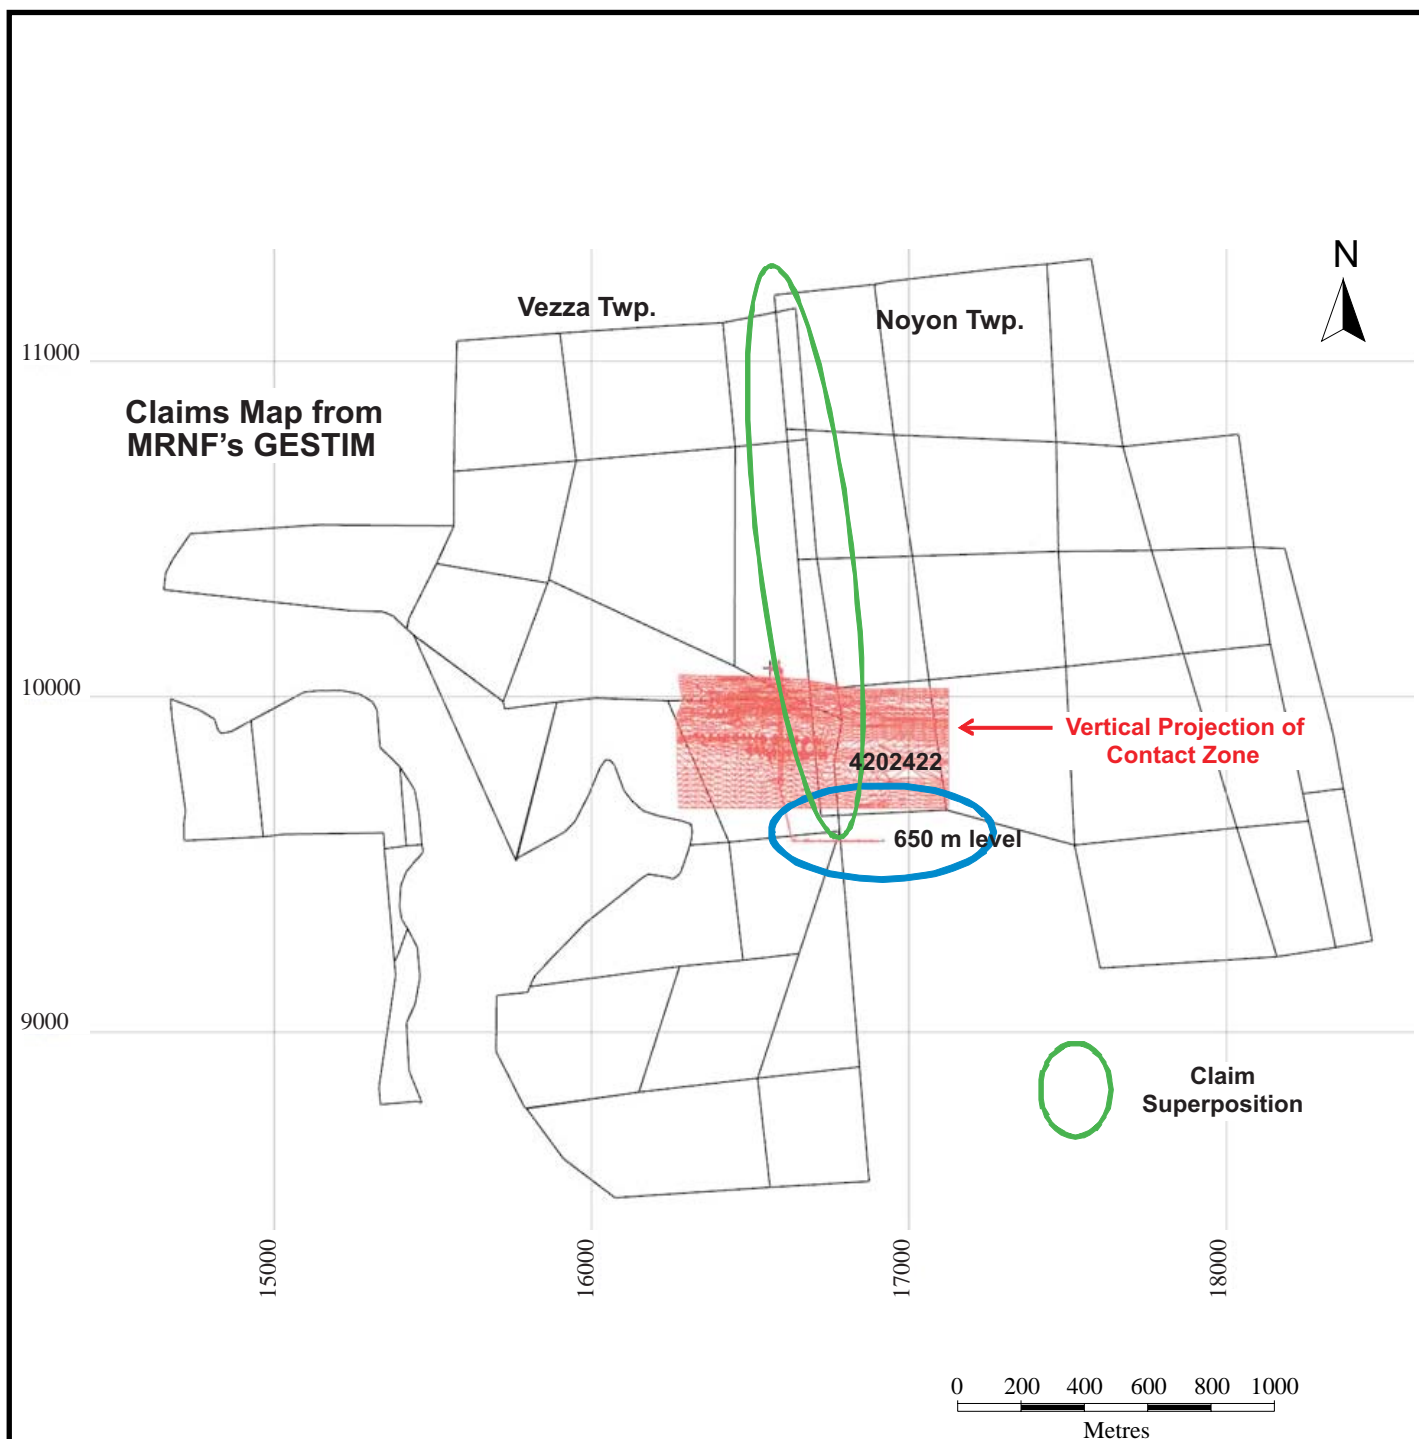 N
Vezza Twp.
Noyon Twp.
11000
Claims Map from
MRNF's GESTIM
10000
Vertical Projection of
Contact Zone
4202422
650 m level
9000
Claim
Superposition
15000
16000
17000
18000
0 200 400 600 800 1000
Metres